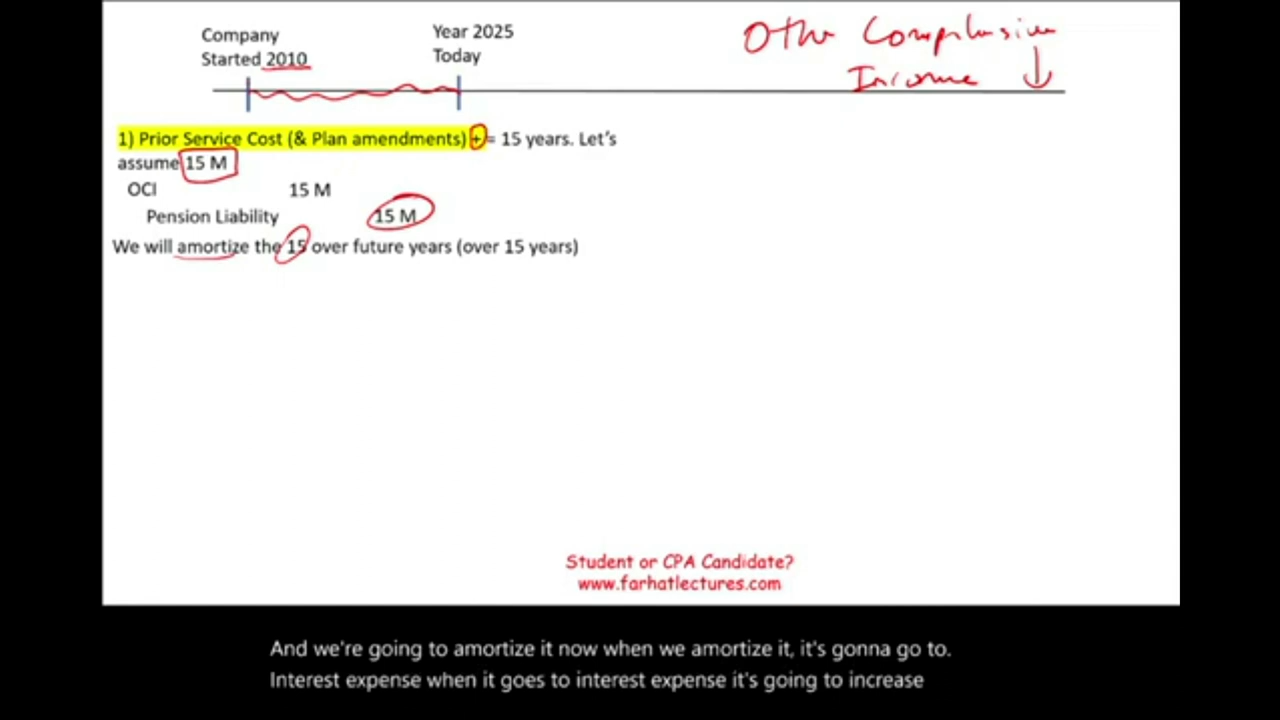 Company
Started 2010
Year 2025
Today
Other Comprehensive
Income ↓
1) Prior Service Cost (& Plan amendments) += 15 years. Let's
assume 15 M
OCI 15 M
Pension Liability 15 M
We will amortize the 15 over future years (over 15 years)
Student or CPA Candidate?
www.farhatlectures.com
And we're going to amortize it now when we amortize it, it's gonna go to.
Interest expense when it goes to interest expense it's going to increase